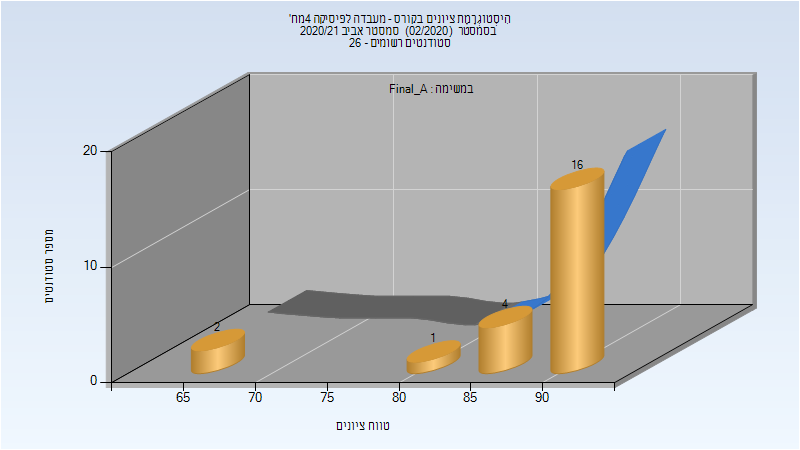 היסטוגרמת ציונים בקורס - מעבדה לפיסיקה 4מח'
בסמסטר (02/2020) סמסטר אביב 2020/21
סטודנטים רשומים - 26
במשימה : Final_A
20
10
0
מספר סטודנטים
2
1
4
16
65 70 75 80 85 90
טווח ציונים